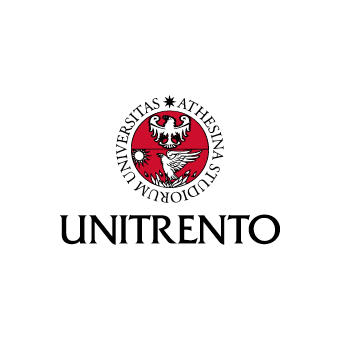 UNIVERSITAS ★ ATHESINA STUDIORUM
UNITRENTO